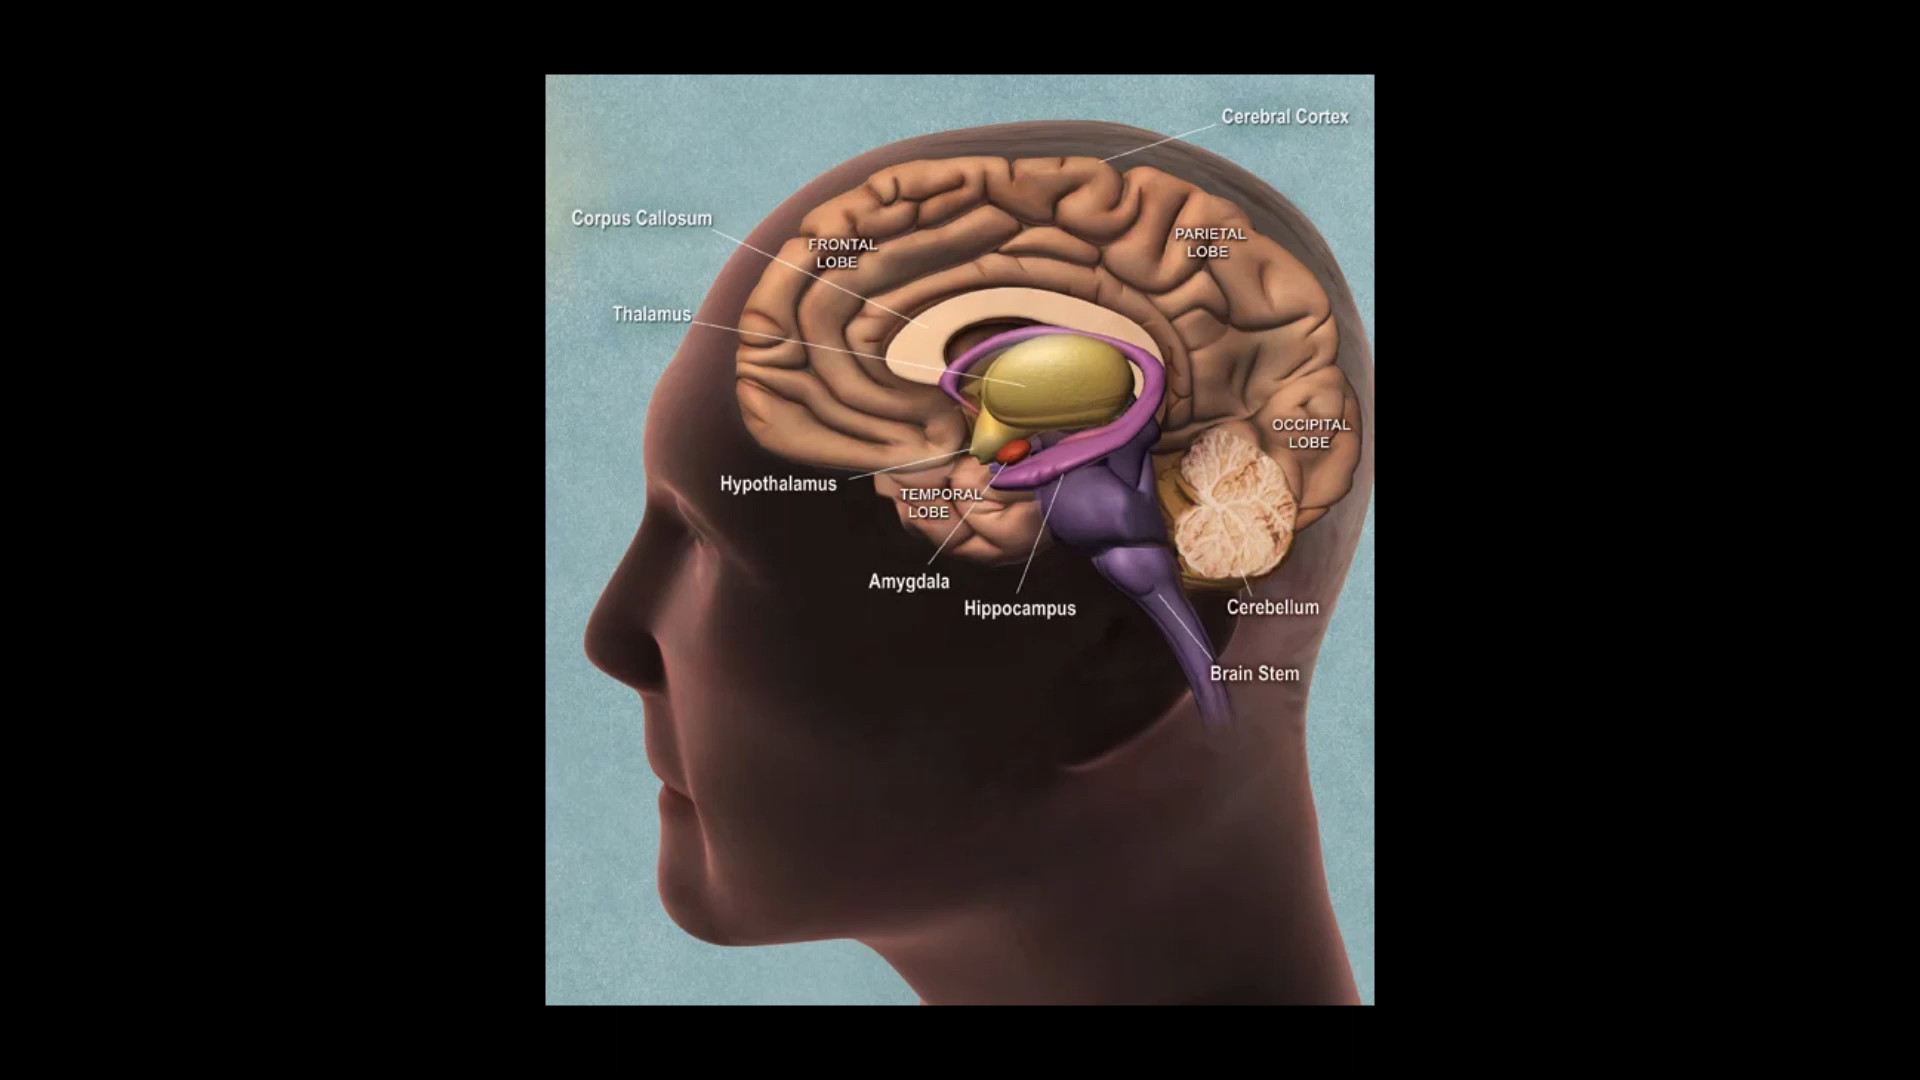 Cerebral Cortex
Corpus Callosum
FRONTAL
LOBE
PARIETAL
LOBE
Thalamus
OCCIPITAL
LOBE
Hypothalamus
TEMPORAL
LOBE
Amygdala
Hippocampus
Cerebellum
Brain Stem